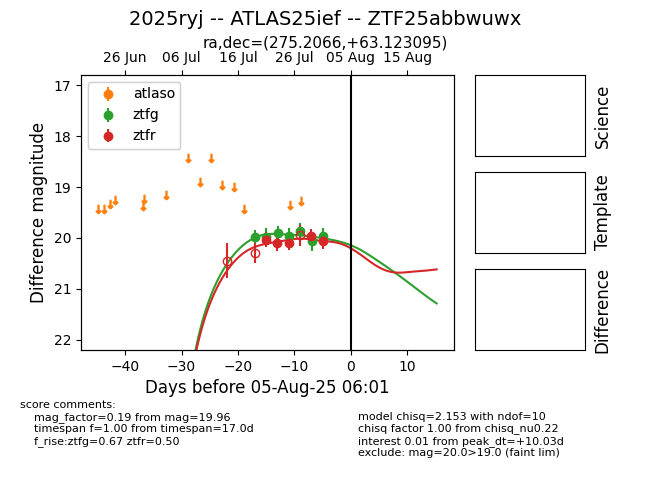 2025ryj -- ATLAS25ief -- ZTF25abbwuwx
ra,dec=(275.2066,+63.123095)
26 Jun 06 Jul 16 Jul 26 Jul 05 Aug 15 Aug
atlaso
ztfg
ztfr
17
18
19
20
21
22
Difference magnitude
−40 −30 −20 −10 0 10
Days before 05-Aug-25 06:01
Science
Template
Difference
score comments:
mag_factor=0.19 from mag=19.96
timespan f=1.00 from timespan=17.0d
f_rise:ztfg=0.67 ztfr=0.50
model chisq=2.153 with ndof=10
chisq factor 1.00 from chisq_nu0.22
interest 0.01 from peak_dt=+10.03d
exclude: mag=20.0>19.0 (faint lim)